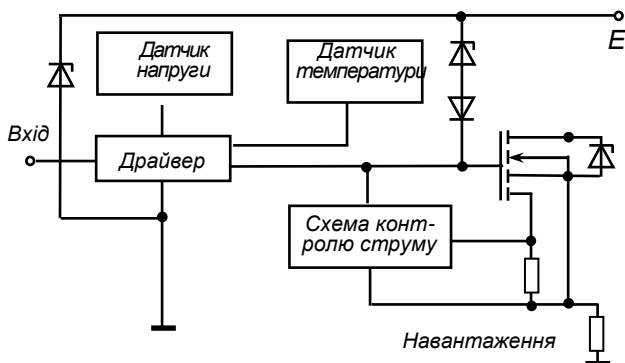 E
Датчик
напруги
Датчик
температури
Вхід
Драйвер
Схема конт-
ролю струму
Навантаження